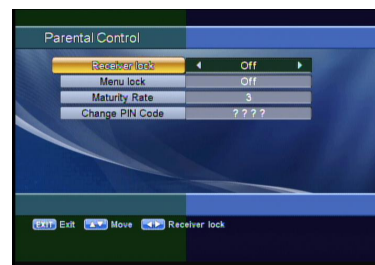 Parental Control
Receiver lock Off
Menu lock Off
Maturity Rate 3
Change PIN Code ? ? ? ?
EXIT Exit Move Receiver lock